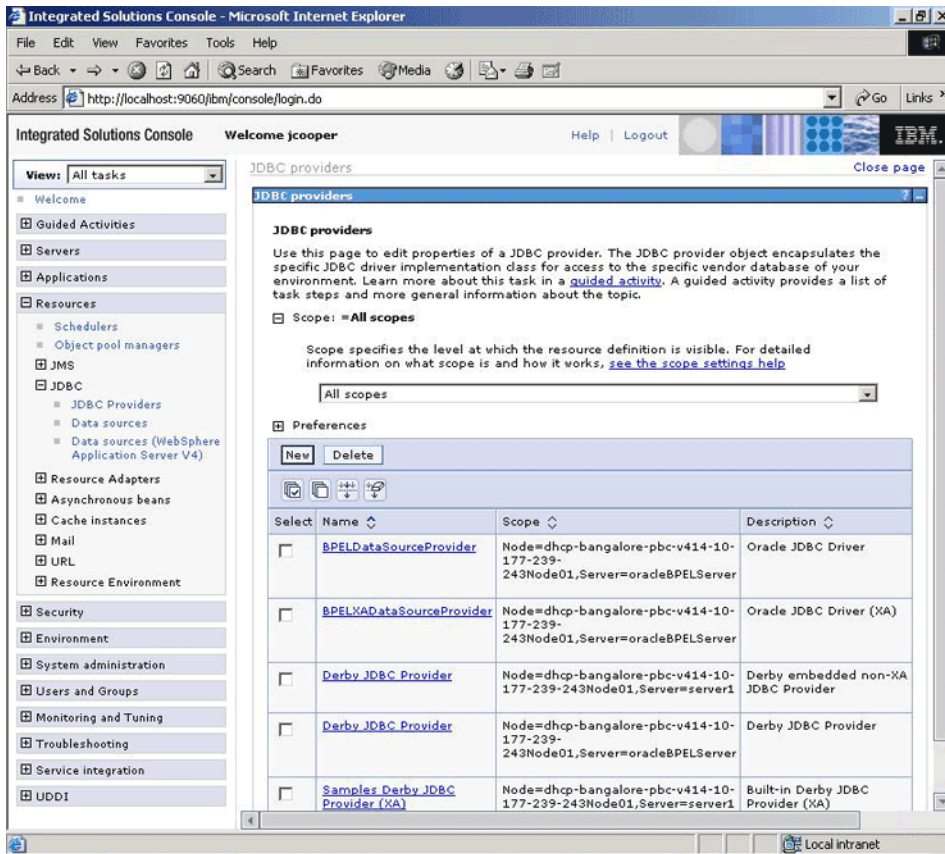 Integrated Solutions Console - Microsoft Internet Explorer
File Edit View Favorites Tools Help
Back Search Favorites Media
Address http://localhost:9060/ibm/console/login.do Go Links
Integrated Solutions Console Welcome jcooper Help | Logout IBM.
View: All tasks
Welcome
Guided Activities
Servers
Applications
Resources
Schedulers
Object pool managers
JMS
JDBC
JDBC Providers
Data sources
Data sources (WebSphere
Application Server V4)
Resource Adapters
Asynchronous beans
Cache instances
Mail
URL
Resource Environment
Security
Environment
System administration
Users and Groups
Monitoring and Tuning
Troubleshooting
Service integration
UDDI
JDBC providers Close page
JDBC providers ? -
JDBC providers
Use this page to edit properties of a JDBC provider. The JDBC provider object encapsulates the
specific JDBC driver implementation class for access to the specific vendor database of your
environment. Learn more about this task in a guided activity. A guided activity provides a list of
task steps and more general information about the topic.
Scope: =All scopes
Scope specifies the level at which the resource definition is visible. For detailed
information on what scope is and how it works, see the scope settings help
All scopes
Preferences
New Delete
Select Name Scope Description
BPELDataSourceProvider Node=dhcp-bangalore-pbc-v414-10- Oracle JDBC Driver
177-239-
243Node01,Server=oracleBPELServer
BPELXADataSourceProvider Node=dhcp-bangalore-pbc-v414-10- Oracle JDBC Driver (XA)
177-239-
243Node01,Server=oracleBPELServer
Derby JDBC Provider Node=dhcp-bangalore-pbc-v414-10- Derby embedded non-XA
177-239-243Node01,Server=server1 JDBC Provider
Derby JDBC Provider Node=dhcp-bangalore-pbc-v414-10- Derby JDBC Provider
177-239-
243Node01,Server=oracleBPELServer
Samples Derby JDBC Node=dhcp-bangalore-pbc-v414-10- Built-in Derby JDBC
Provider (XA) 177-239-243Node01,Server=server1 Provider (XA)
Local intranet